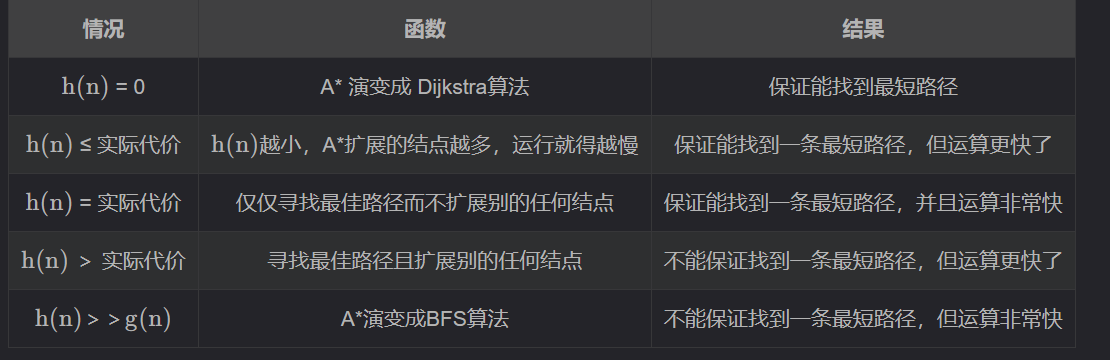 情况 函数 结果
h(n) = 0 A* 演变成 Dijkstra算法 保证能找到最短路径
h(n) ≤ 实际代价 h(n)越小，A*扩展的结点越多，运行就得越慢 保证能找到一条最短路径，但运算更快了
h(n) = 实际代价 仅仅寻找最佳路径而不扩展别的任何结点 保证能找到一条最短路径，并且运算非常快
h(n) > 实际代价 寻找最佳路径且扩展别的任何结点 不能保证找到一条最短路径，但运算更快了
h(n) > > g(n) A*演变成BFS算法 不能保证找到一条最短路径，但运算非常快